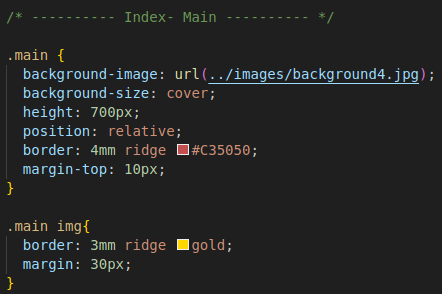 /* ---------- Index- Main ---------- */
.main {
background-image: url(../images/background4.jpg);
background-size: cover;
height: 700px;
position: relative;
border: 4mm ridge #C35050;
margin-top: 10px;
}
.main img{
border: 3mm ridge gold;
margin: 30px;
}